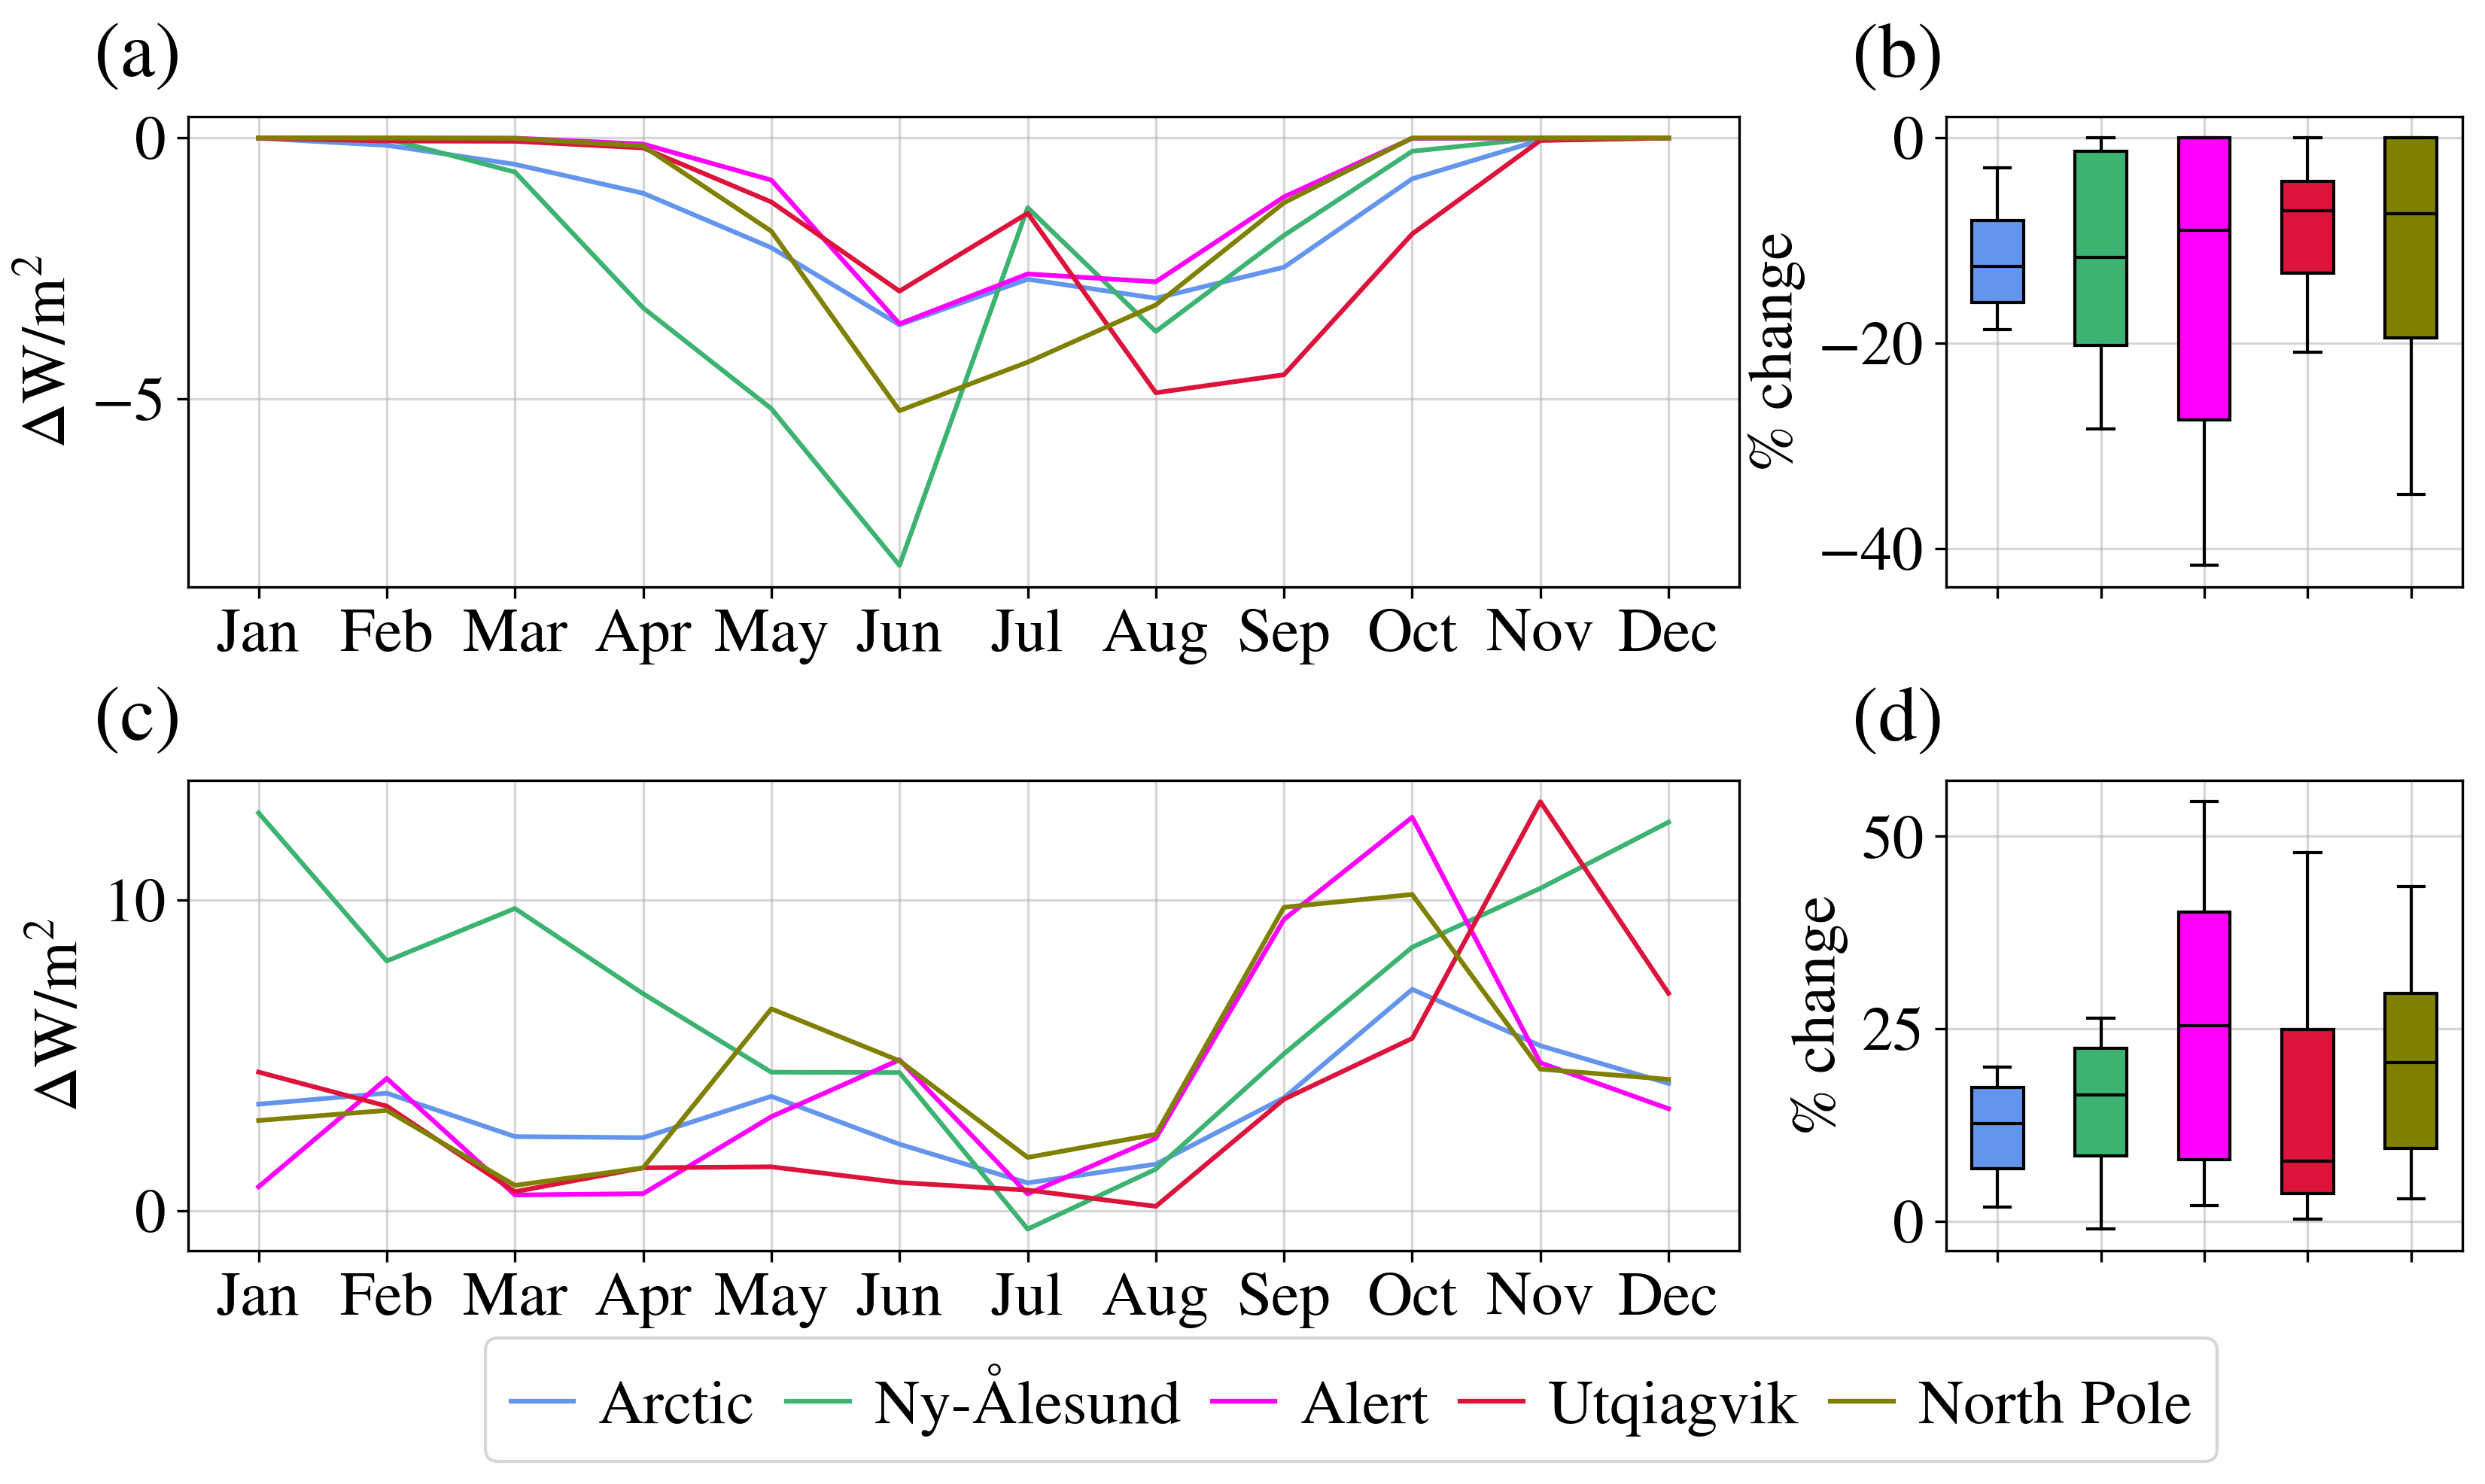 (a)
0
−5
Δ W/m²
Jan Feb Mar Apr May Jun Jul Aug Sep Oct Nov Dec
(b)
0
−20
−40
% change
(c)
10
0
Δ W/m²
Jan Feb Mar Apr May Jun Jul Aug Sep Oct Nov Dec
(d)
50
25
0
% change
Arctic Ny-Ålesund Alert Utqiagvik North Pole